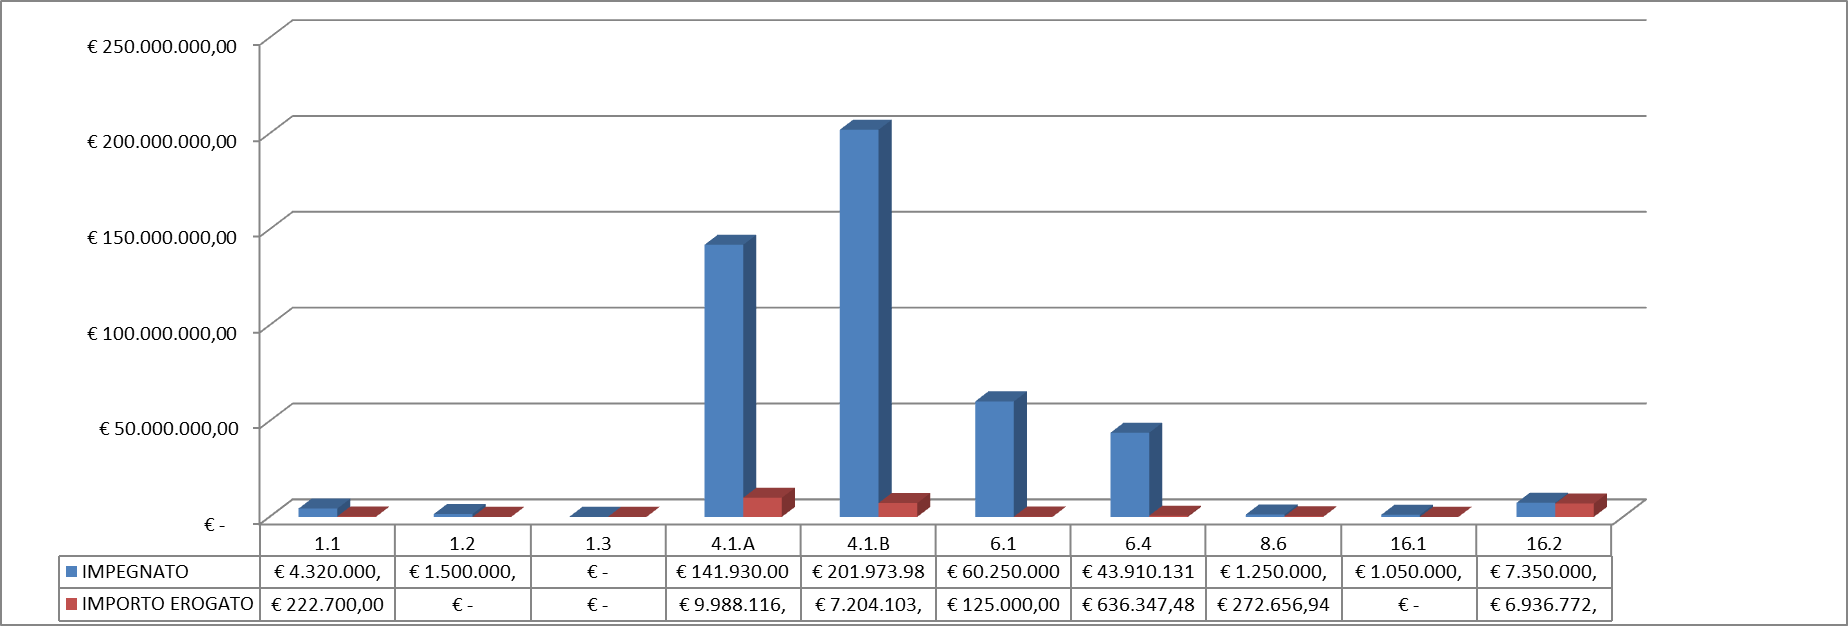 € 250.000.000,00
€ 200.000.000,00
€ 150.000.000,00
€ 100.000.000,00
€ 50.000.000,00
€ -
1.1 1.2 1.3 4.1.A 4.1.B 6.1 6.4 8.6 16.1 16.2
IMPEGNATO € 4.320.000, € 1.500.000, € - € 141.930.00 € 201.973.98 € 60.250.000 € 43.910.131 € 1.250.000, € 1.050.000, € 7.350.000,
IMPORTO EROGATO € 222.700,00 € - € - € 9.988.116, € 7.204.103, € 125.000,00 € 636.347,48 € 272.656,94 € - € 6.936.772,